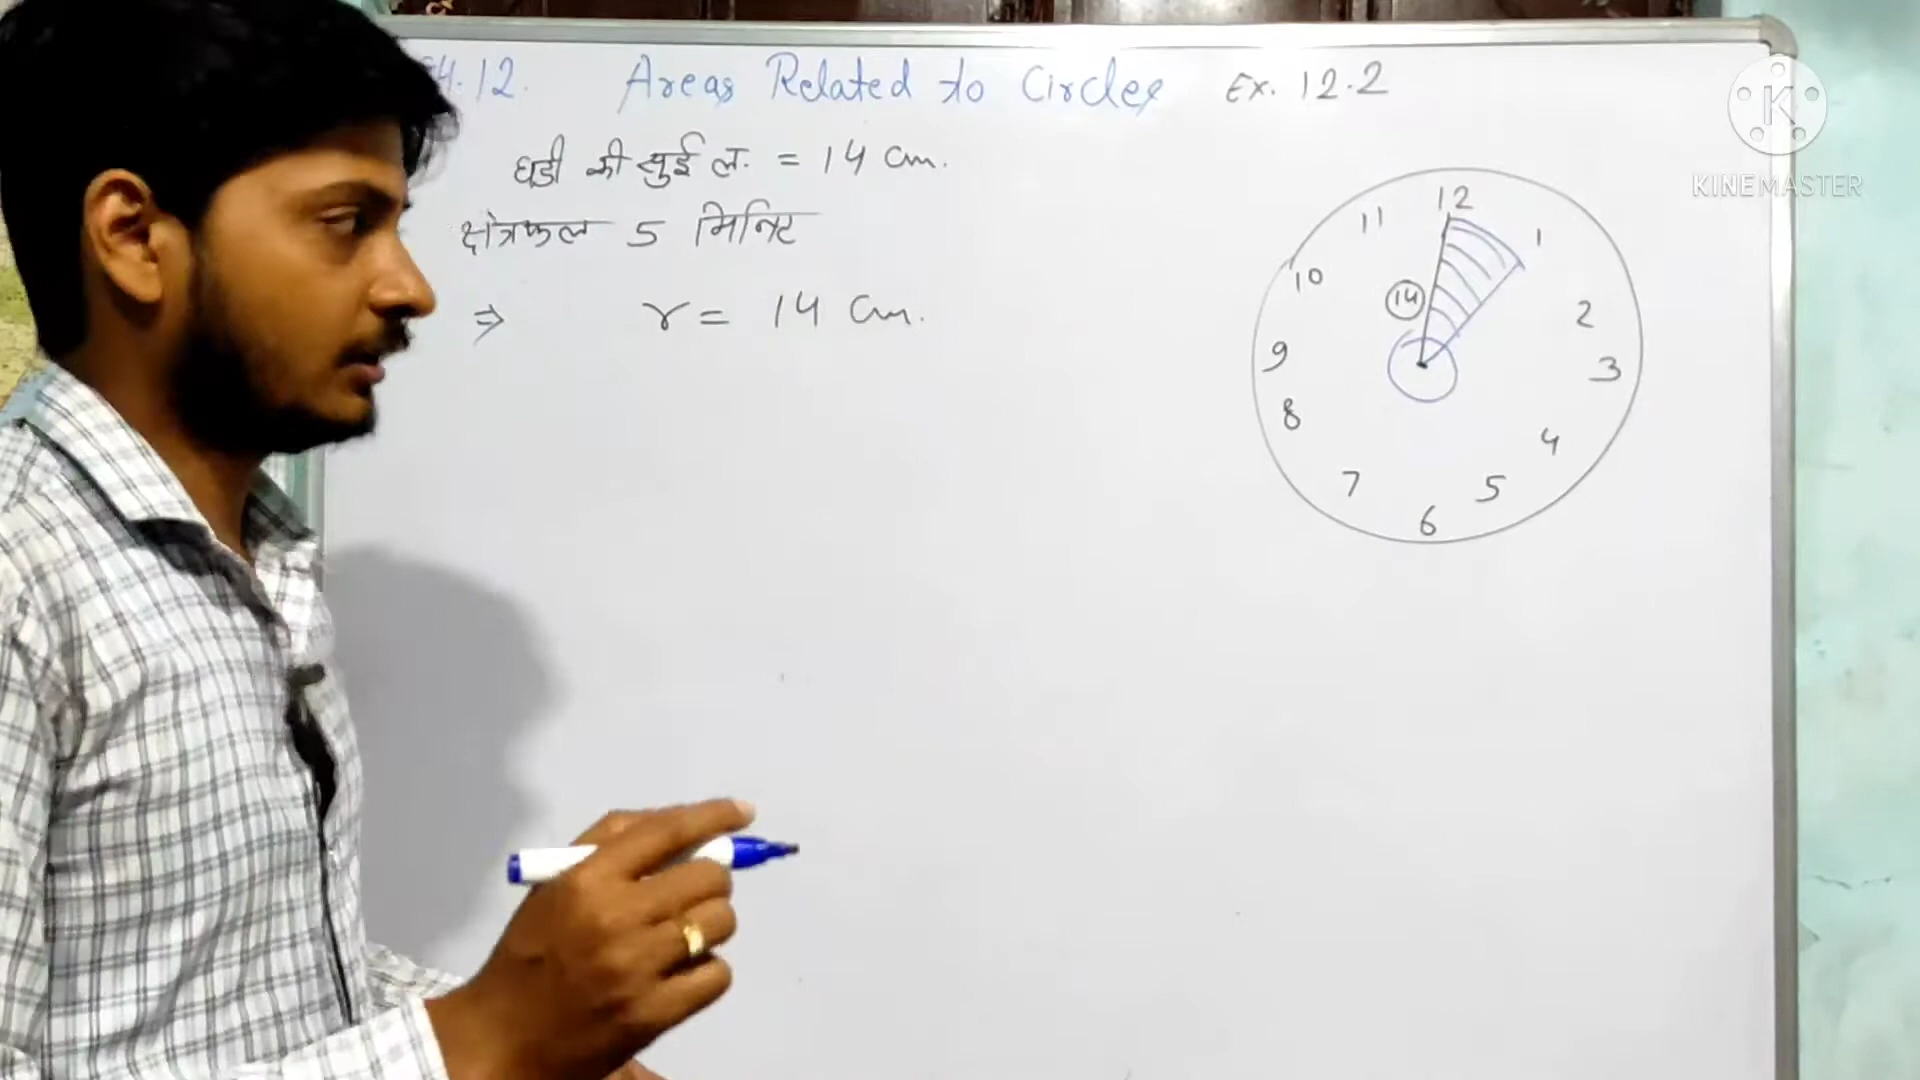 H.12. Areas Related to Circles Ex. 12.2
घडी की सुई ल. = 14 cm.
क्षेत्रफल 5 मिनिट
⇒ r = 14 cm.
12
11
1
10
14
2
9
3
8
4
7
5
6
K
KINEMASTER